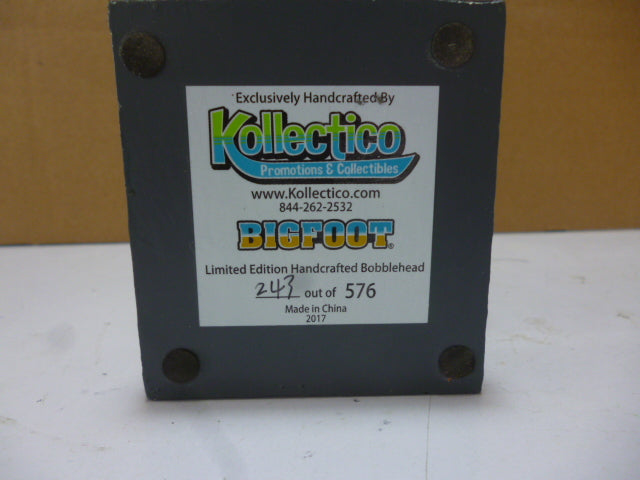 Exclusively Handcrafted By
Kollectico
Promotions & Collectibles
www.Kollectico.com
844-262-2532
BIGFOOT®
Limited Edition Handcrafted Bobblehead
243 out of 576
Made in China
2017